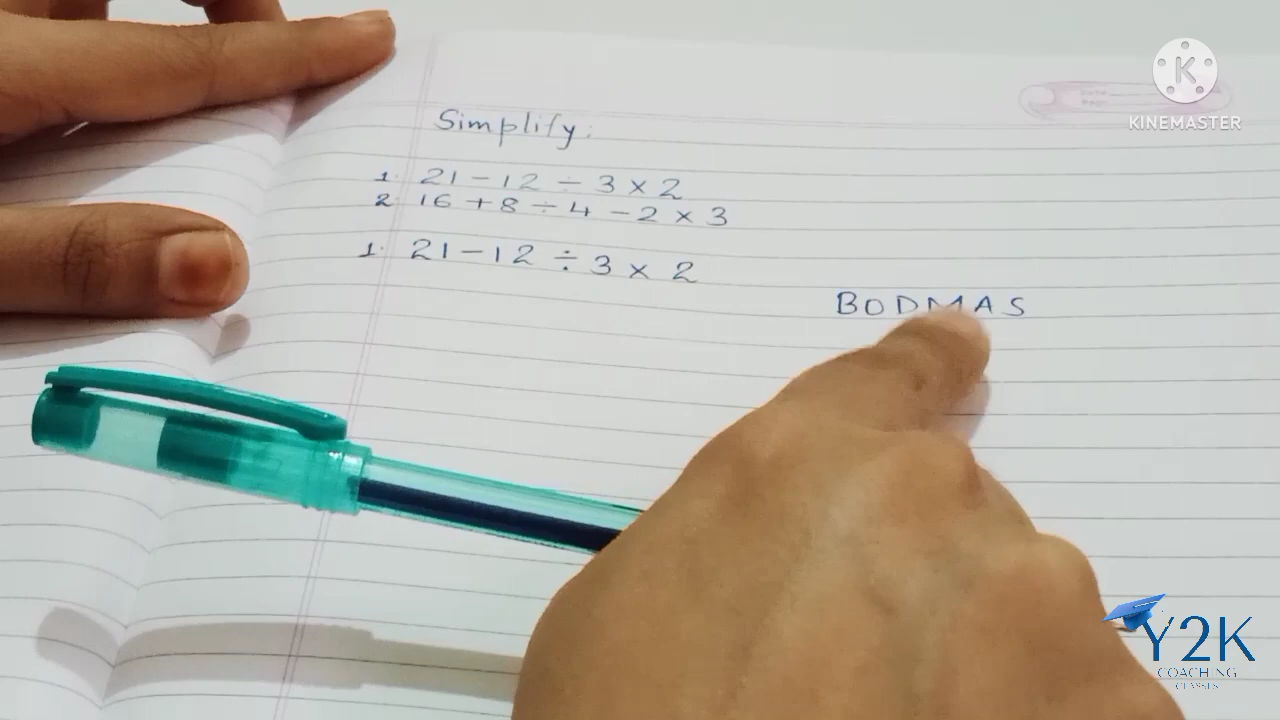 KINEMASTER
Simplify:
1. 21 - 12 ÷ 3 × 2
2. 16 + 8 ÷ 4 - 2 × 3
1. 21 - 12 ÷ 3 × 2
BODMAS
Y2K
COACHING
CLASSES